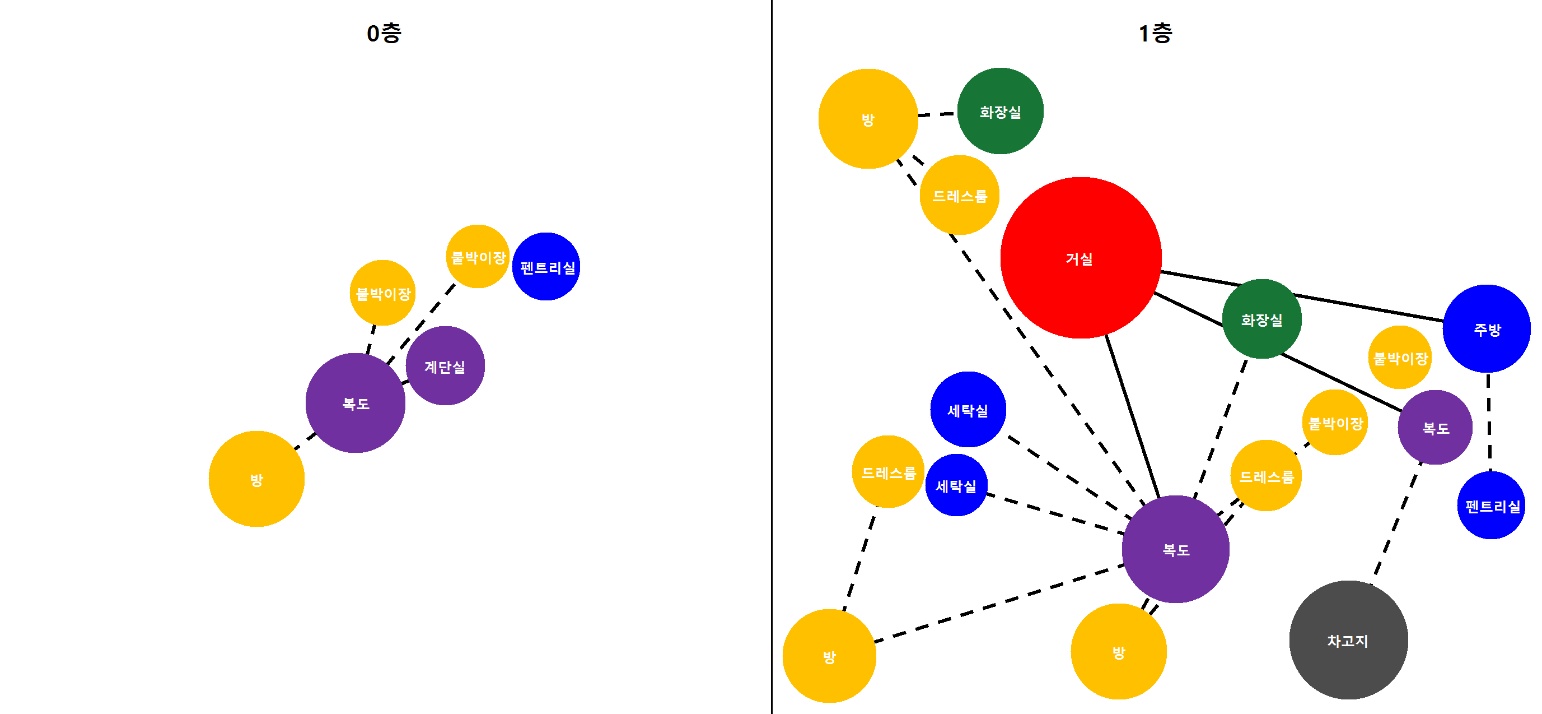 0층
붙박이장
펜트리실
붙박이장
계단실
복도
방
1층
방
화장실
드레스룸
거실
화장실
주방
붙박이장
세탁실
붙박이장
복도
드레스룸
세탁실
드레스룸
펜트리실
복도
방
방
차고지